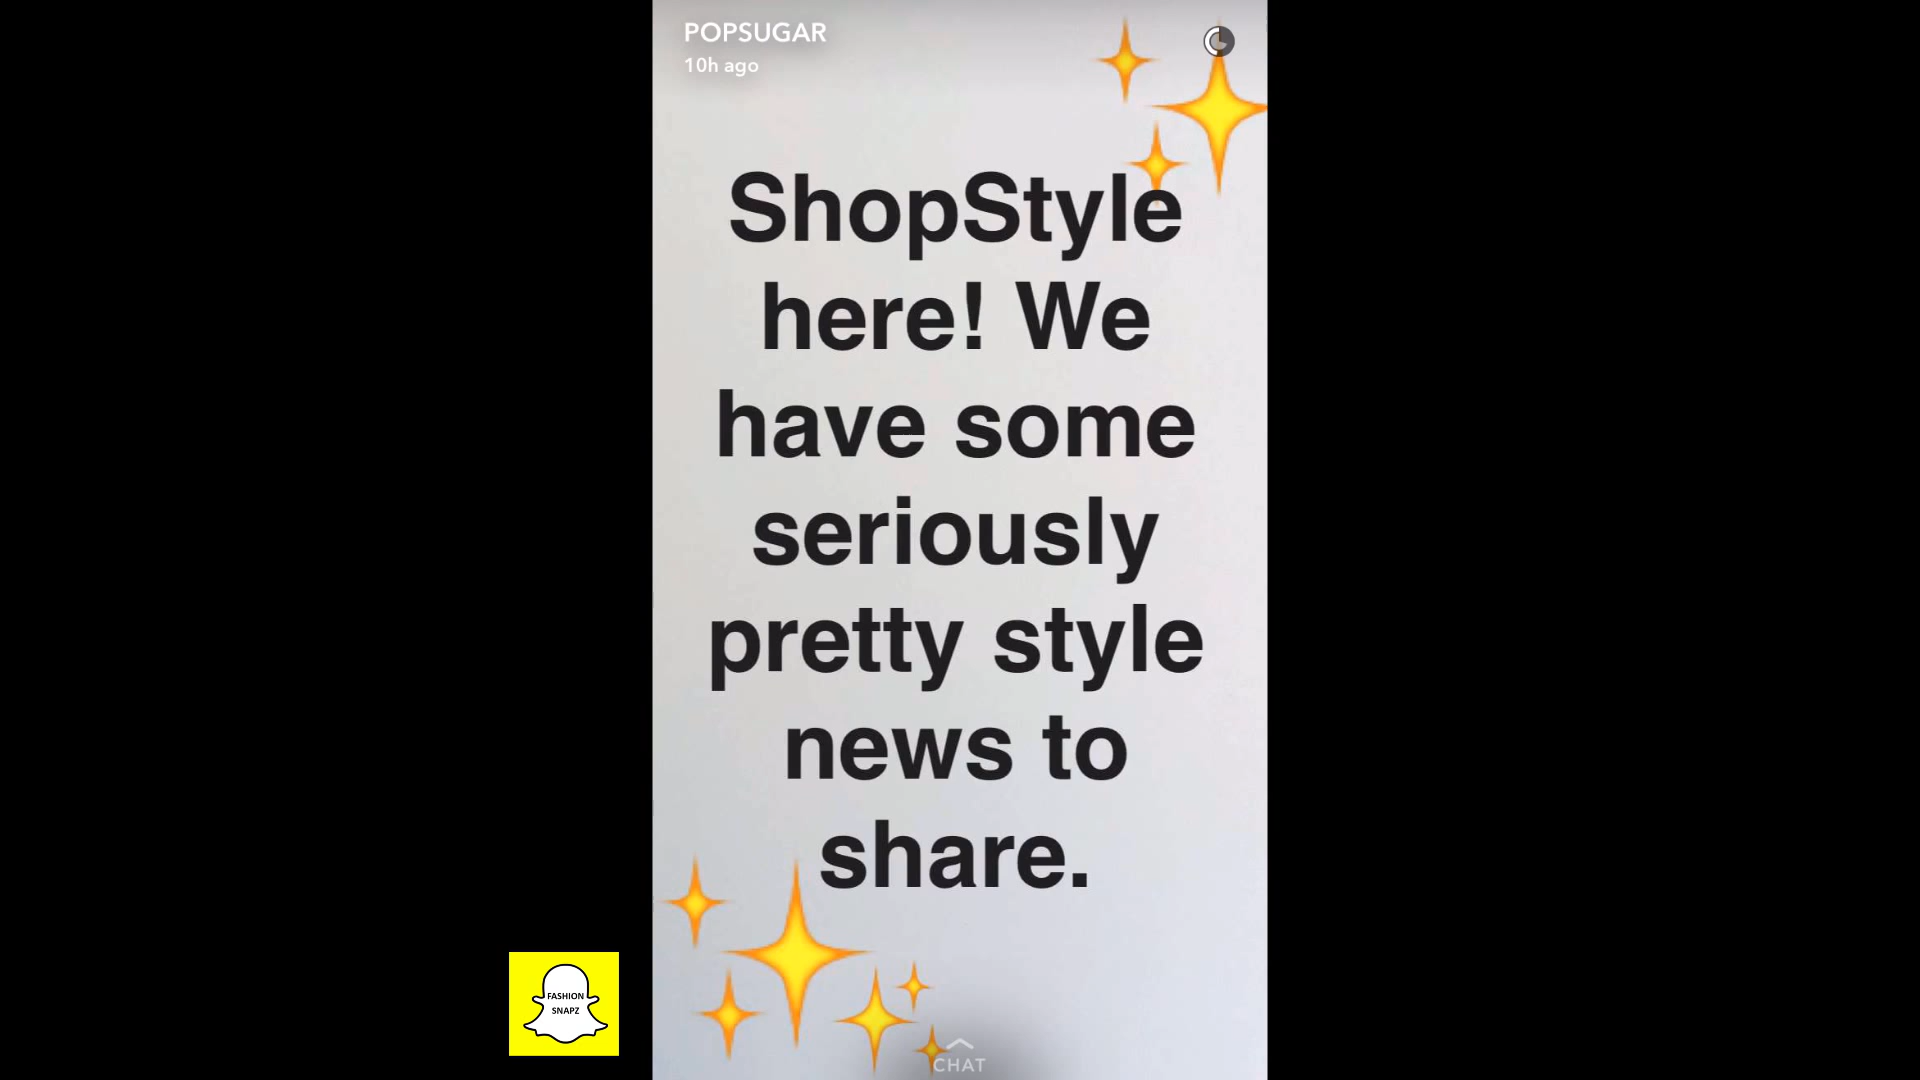 POPSUGAR
10h ago
ShopStyle
here! We
have some
seriously
pretty style
news to
share.
FASHION
SNAPZ
CHAT